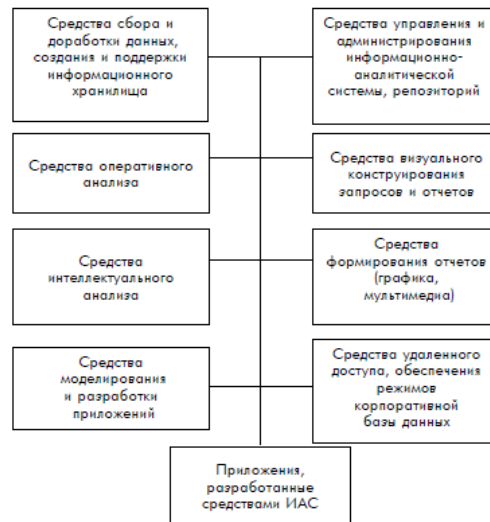 Средства сбора и
доработки данных,
создания и поддержки
информационного
хранилища
Средства управления и
администрирования
информационно-
аналитической
системы, репозиторий
Средства оперативного
анализа
Средства визуального
конструирования
запросов и отчетов
Средства
интеллектуального
анализа
Средства
формирования отчетов
(графика,
мультимедиа)
Средства
моделирования
и разработки
приложений
Средства удаленного
доступа, обеспечения
режимов
корпоративной
базы данных
Приложения,
разработанные
средствами ИАС